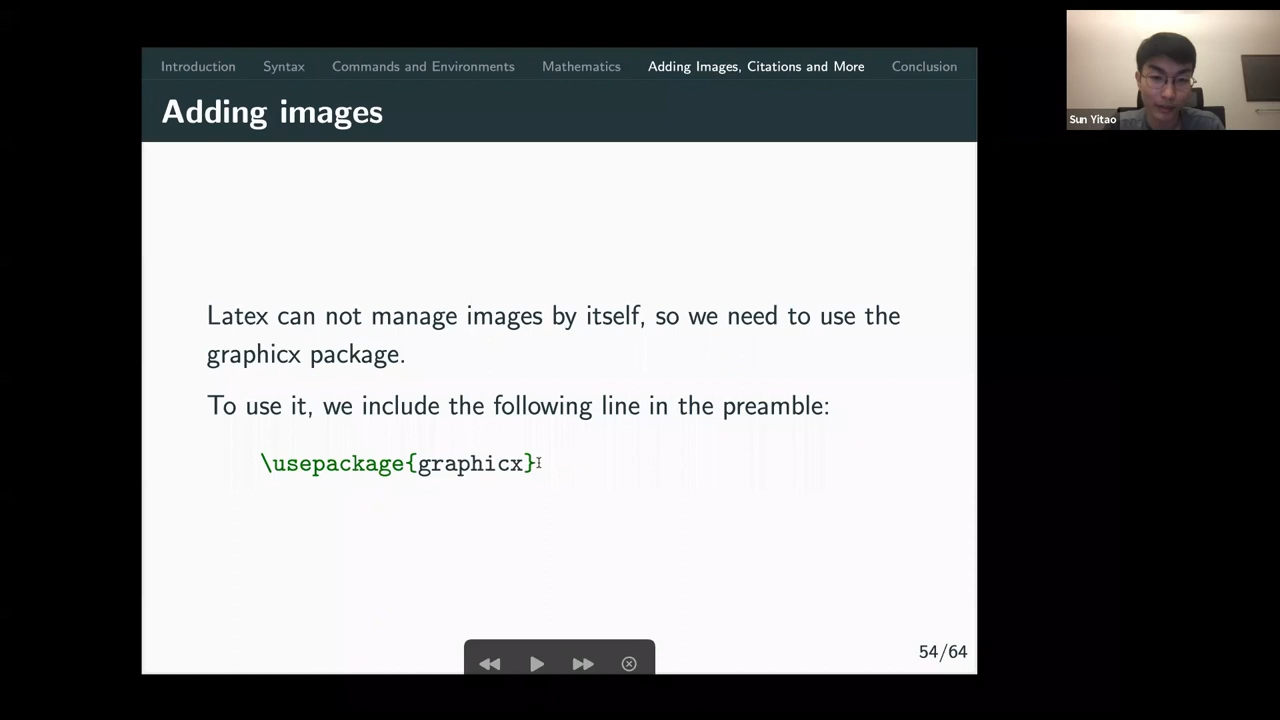 Introduction Syntax Commands and Environments Mathematics Adding Images, Citations and More Conclusion
Adding images
Sun Yitao
Latex can not manage images by itself, so we need to use the
graphicx package.
To use it, we include the following line in the preamble:
\usepackage{graphicx}
54/64